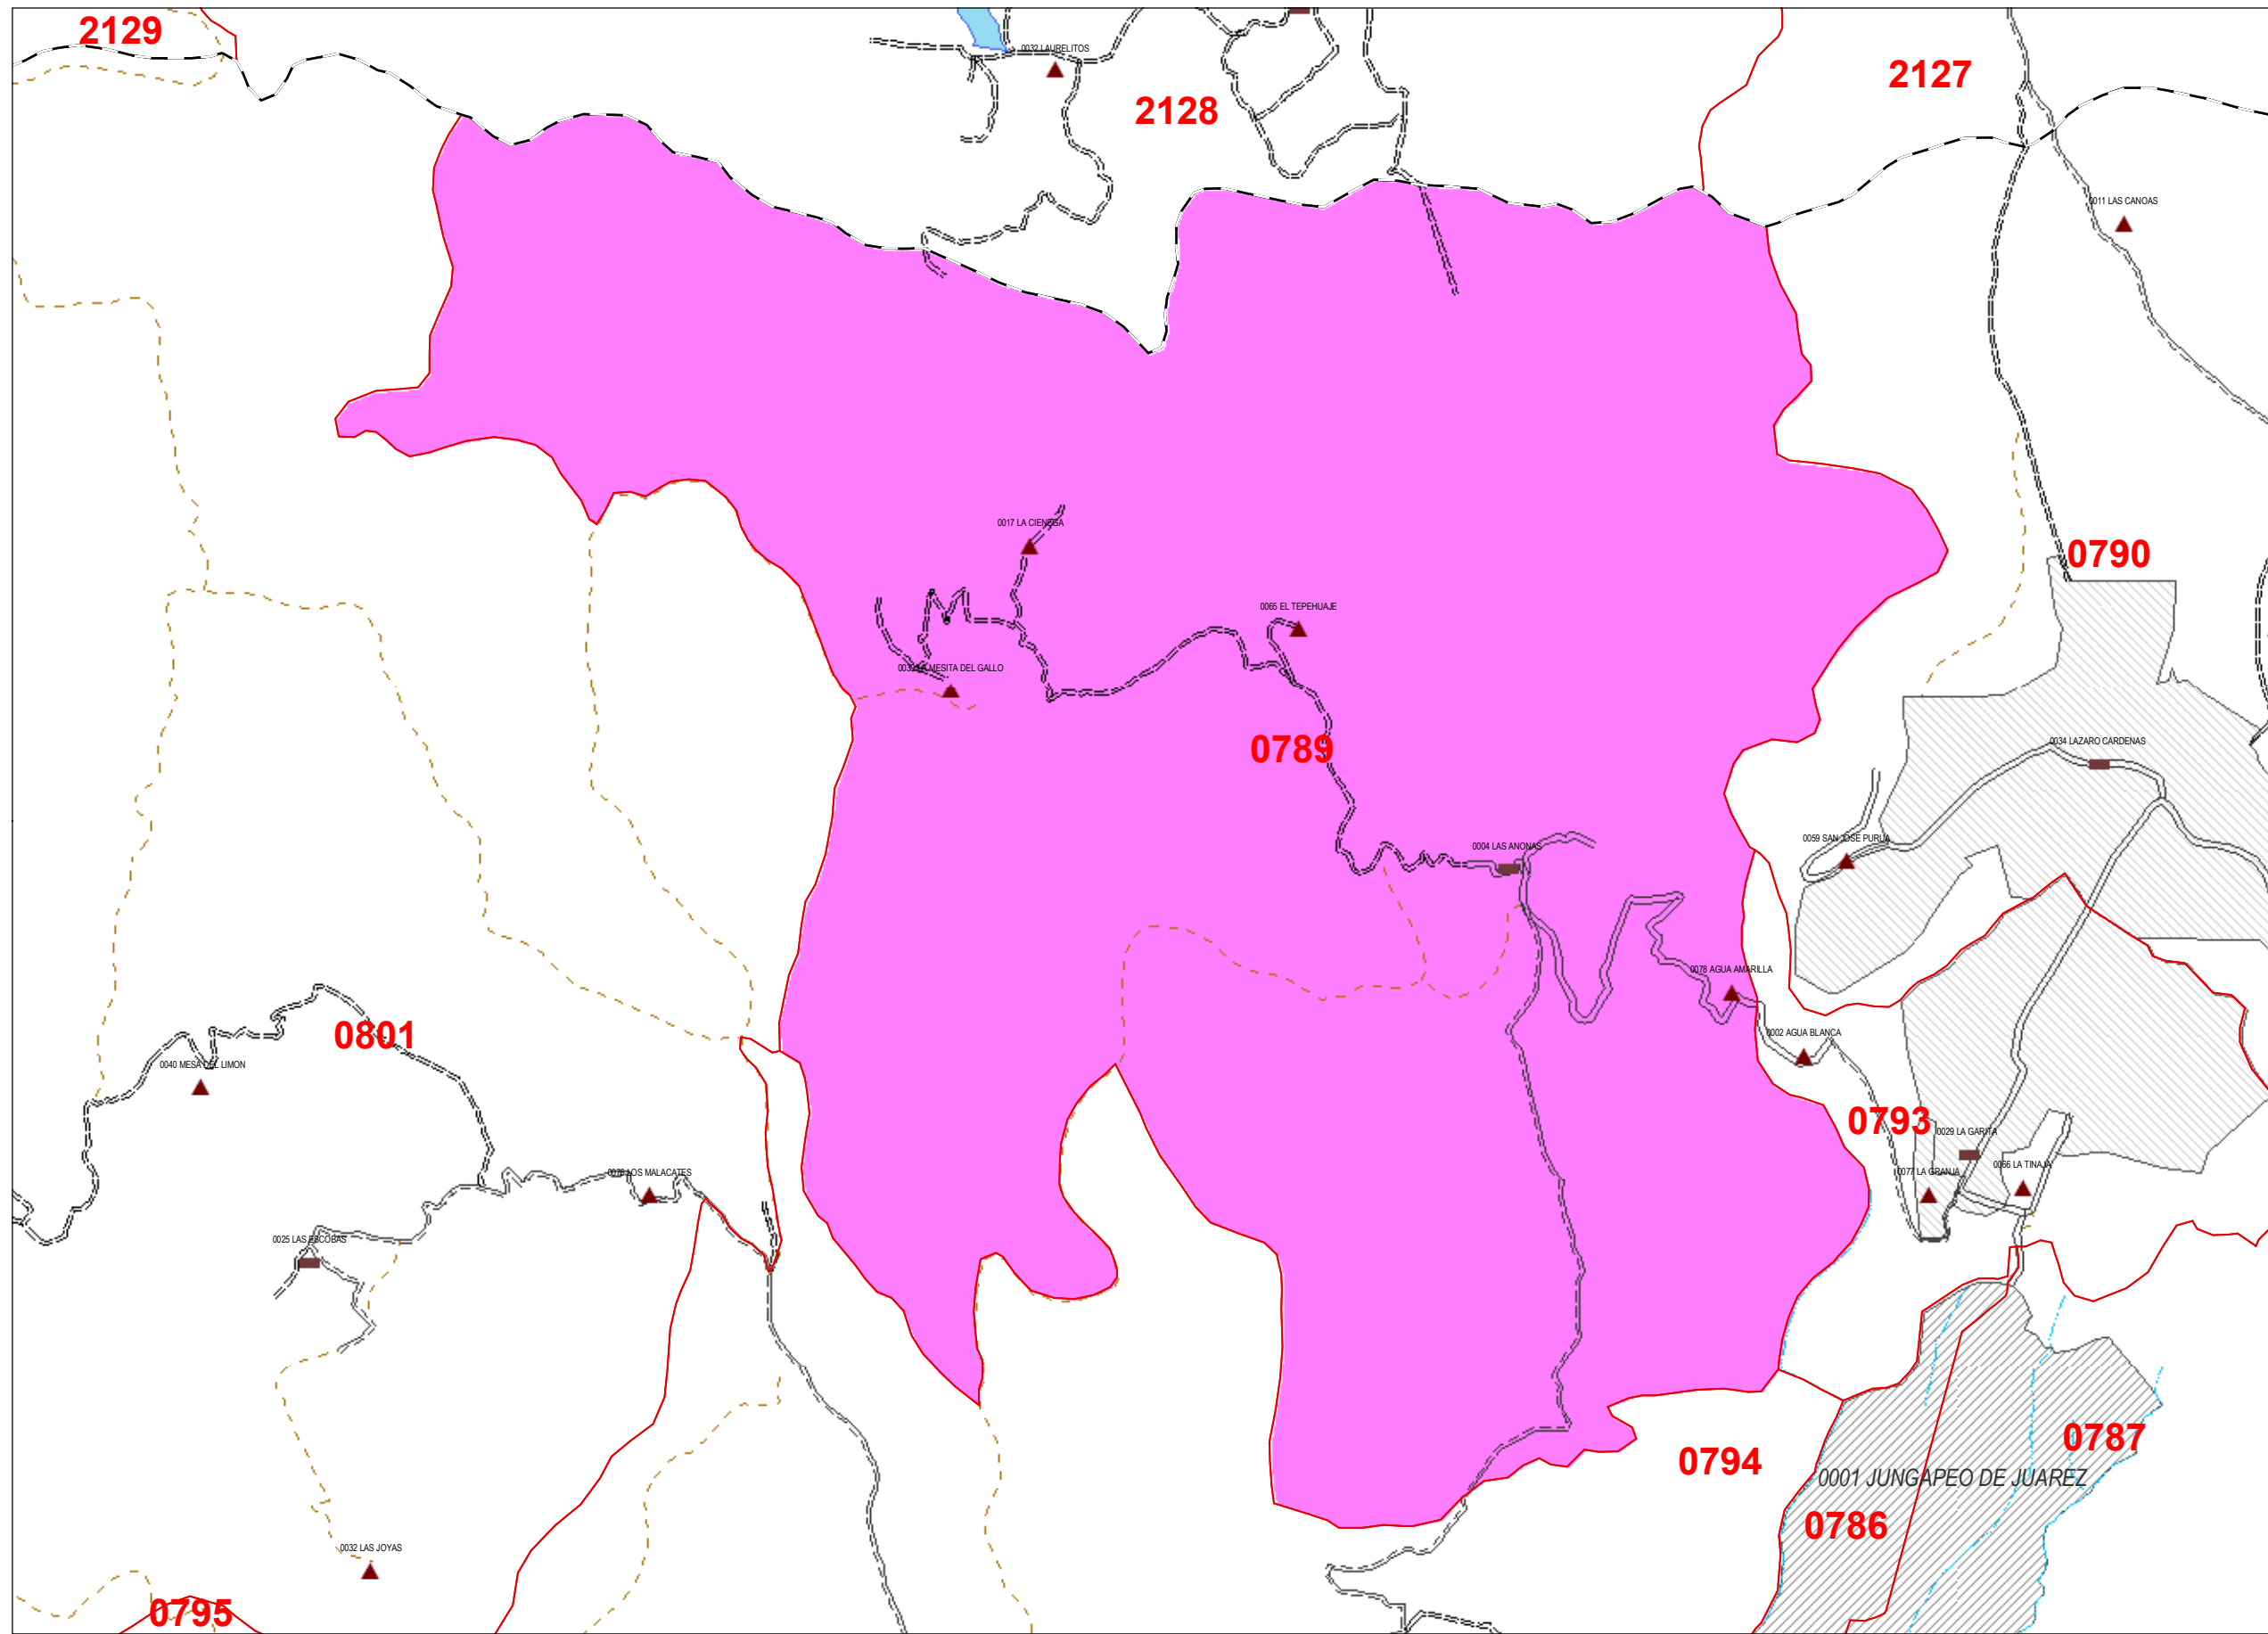 2129
0032 LAURELITOS
2127
2128
0011 LAS CANOAS
0017 LA CIENEGA
0790
0065 EL TEPEHUAJE
LA MESITA DEL GALLO
0789
0034 LAZARO CARDENAS
0059 SAN JOSE PURUA
0004 LAS ANONAS
0078 AGUA AMARILLA
0801
0002 AGUA BLANCA
0040 MESA DEL LIMON
0793
0029 LA GARITA
0066 LA TINAJA
0077 LA GRANJA
LOS MALACATES
0025 LAS ESCOBAS
0787
0794
0001 JUNGAPEO DE JUAREZ
0786
0032 LAS JOYAS
0795